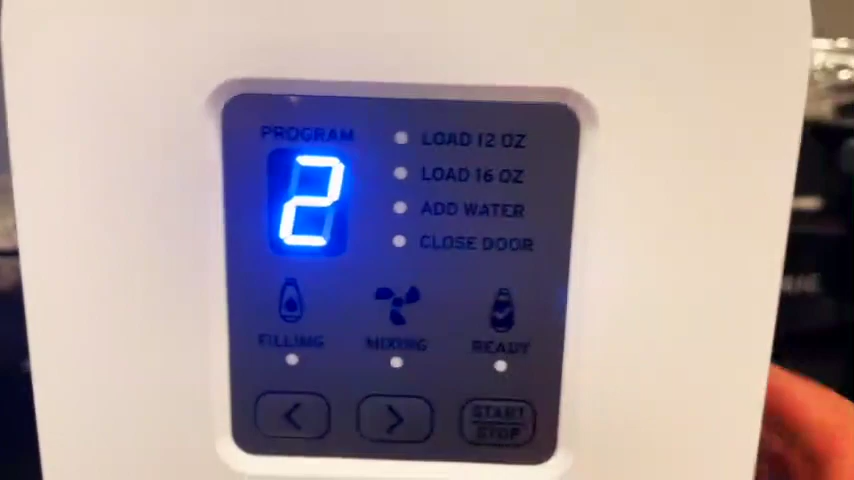 PROGRAM
2
LOAD 12 OZ
LOAD 16 OZ
ADD WATER
CLOSE DOOR
FILLING
MIXING
READY
START
STOP